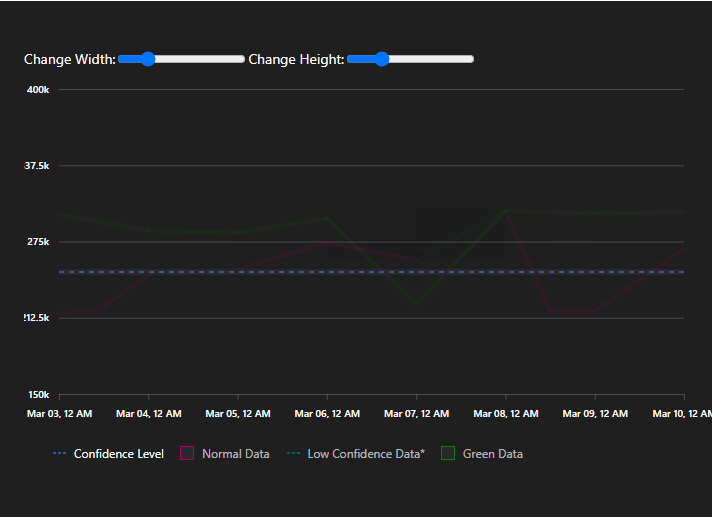 Change Width: Change Height:
400k
37.5k
275k
212.5k
150k
Mar 03, 12 AM Mar 04, 12 AM Mar 05, 12 AM Mar 06, 12 AM Mar 07, 12 AM Mar 08, 12 AM Mar 09, 12 AM Mar 10, 12 AM
Confidence Level Normal Data Low Confidence Data* Green Data